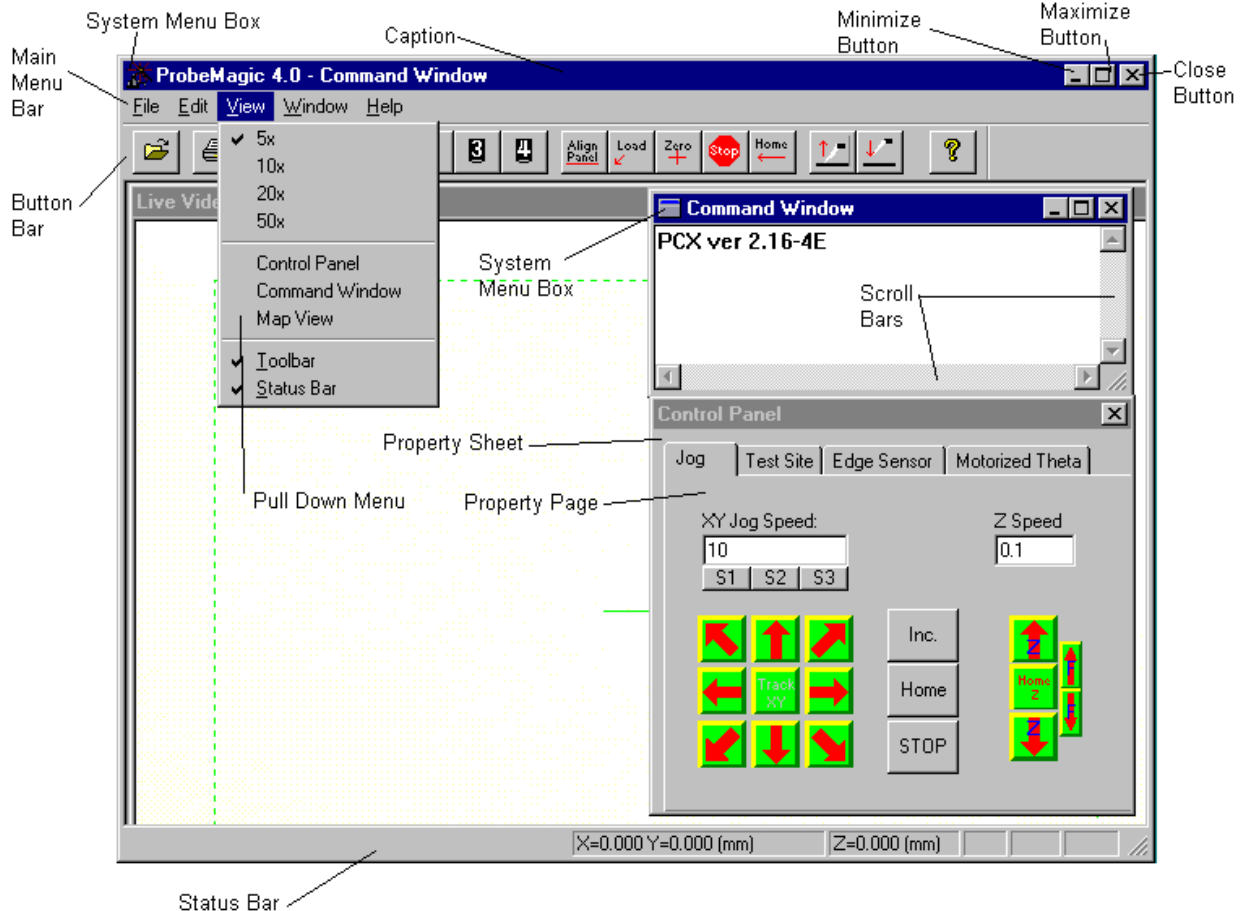 System Menu Box
Caption
Minimize
Button
Maximize
Button
Main
Menu
Bar
Close
Button
ProbeMagic 4.0 - Command Window
File Edit View Window Help
5x
10x
20x
50x
Control Panel
Command Window
Map View
Toolbar
Status Bar
3 4 Align Panel Load Zero Stop Home ?
Button
Bar
Live Vide
Command Window
PCX ver 2.16-4E
System
Menu Box
Scroll
Bars
Control Panel
Property Sheet
Jog Test Site Edge Sensor Motorized Theta
Pull Down Menu
Property Page
XY Jog Speed: Z Speed
10 0.1
S1 S2 S3
Inc.
Z
Track XY
Home
Home Z
F
F
STOP
Z
X=0.000 Y=0.000 (mm) Z=0.000 (mm)
Status Bar